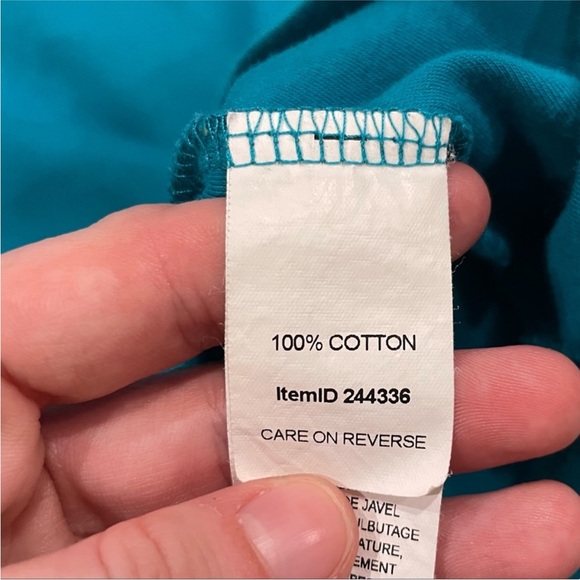 100% COTTON
ItemID 244336
CARE ON REVERSE
JAVEL